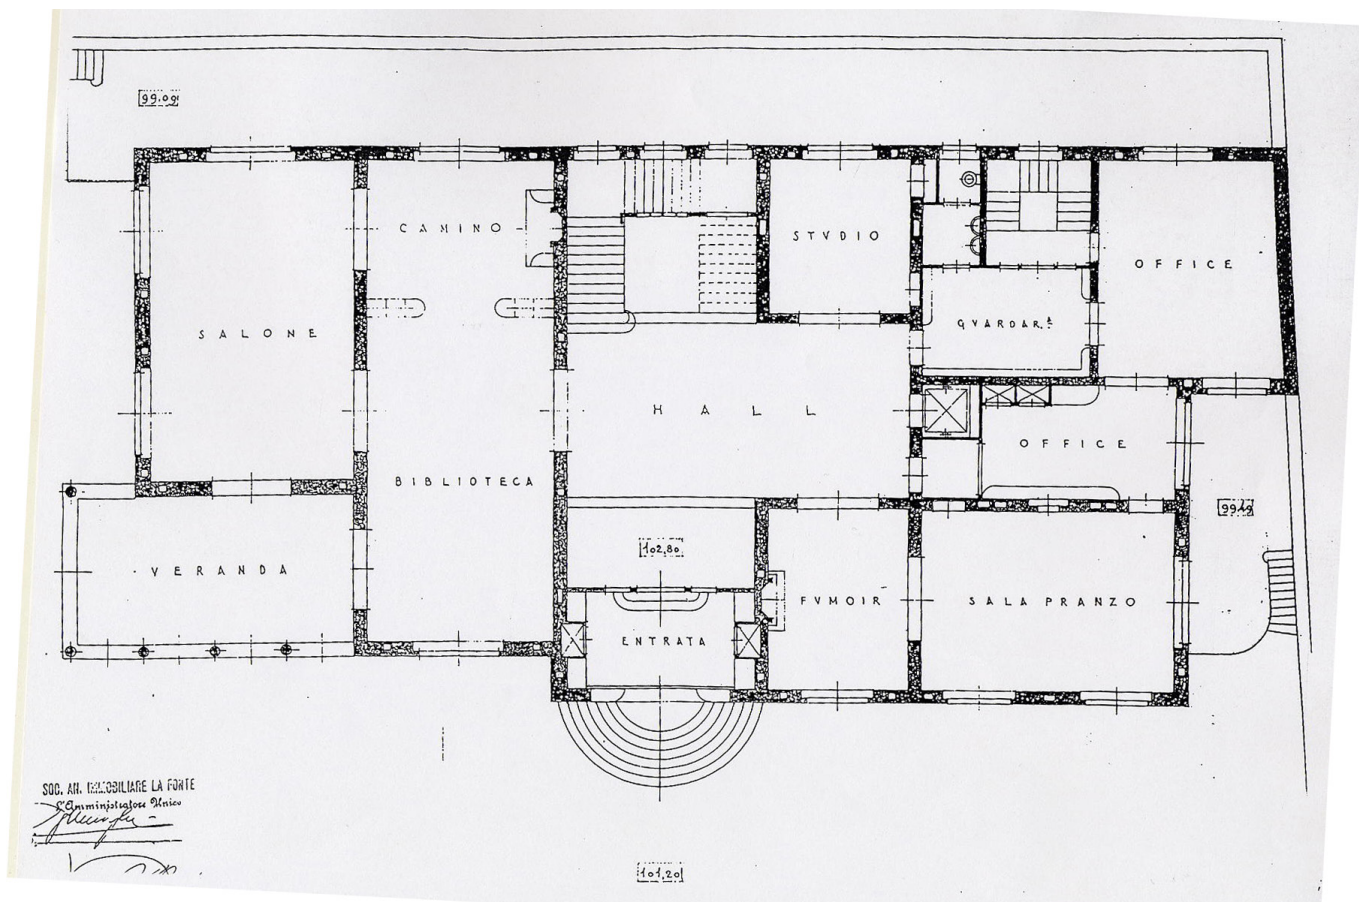 99.09
CAMINO
STVDIO
OFFICE
SALONE
GVARDAR.A
HALL
OFFICE
BIBLIOTECA
99.19
102,80
VERANDA
FVMOIR
SALA PRANZO
ENTRATA
SOC. AN. IMMOBILIARE LA FONTE
L'Amministratore Unico
101,20